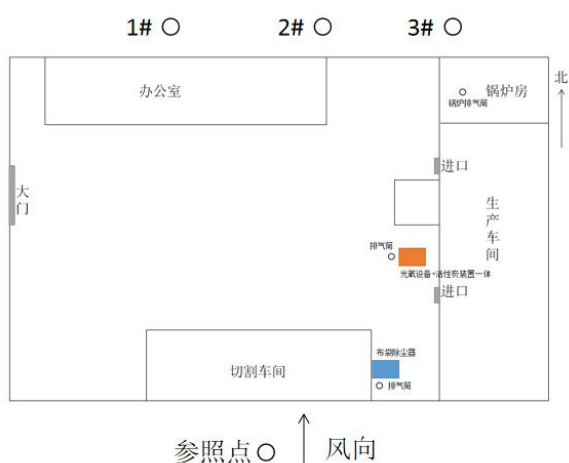 1#
2#
3#
北
办公室
锅炉房
锅炉排气筒
大门
进口
生产车间
排气筒
光氧设备+活性炭装置一体
进口
布袋除尘器
切割车间
排气筒
参照点
风向